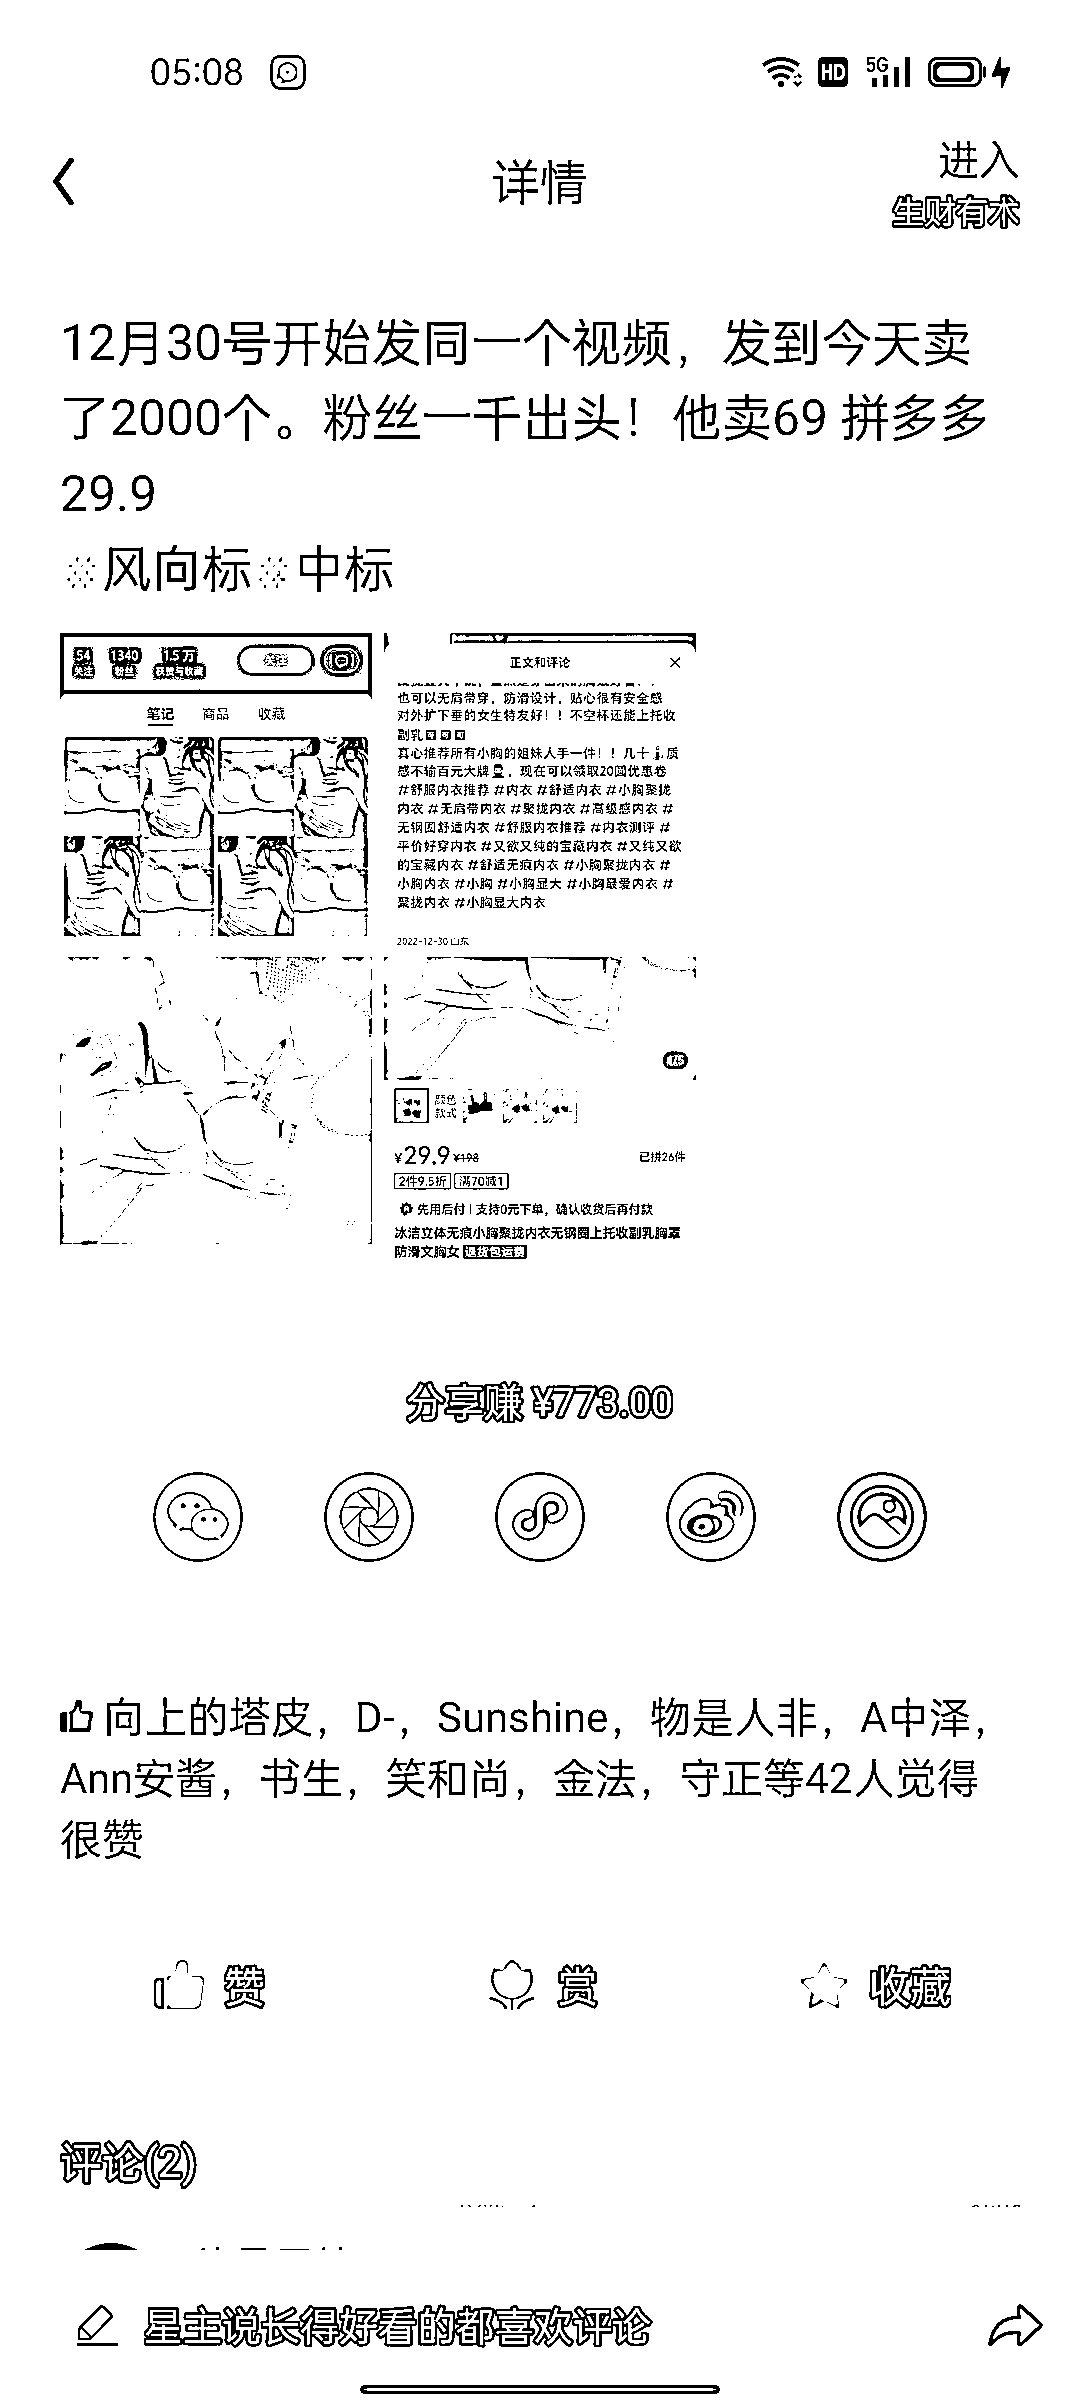 05:08
HD
5G
详情
进入
生财有术
12月30号开始发同一个视频，发到今天卖
了2000个。粉丝一千出头！他卖69 拼多多
29.9
风向标 中标
54 1340 1.5万
关注 粉丝 获赞与收藏
关注
笔记 商品 收藏
正文和评论
也可以无肩带穿，防滑设计，贴心很有安全感
对外扩下垂的女生特友好！！不空杯还能上托收
副乳
真心推荐所有小胸的姐妹人手一件！！几十 质
感不输百元大牌 ，现在可以领取20圆优惠卷
#舒服内衣推荐 #内衣 #舒适内衣 #小胸聚拢
内衣 #无肩带内衣 #聚拢内衣 #高级感内衣 #
无钢圈舒适内衣 #舒服内衣推荐 #内衣测评 #
平价好穿内衣 #又欲又纯的宝藏内衣 #又纯又欲
的宝藏内衣 #舒适无痕内衣 #小胸聚拢内衣 #
小胸内衣 #小胸 #小胸显大 #小胸最爱内衣 #
聚拢内衣 #小胸显大内衣
2022-12-30 山东
颜色
款式
¥29.9 ¥198
已拼26件
2件9.5折 满70减1
先用后付 | 支持0元下单，确认收货后再付款
冰洁立体无痕小胸聚拢内衣无钢圈上托收副乳胸罩
防滑文胸女 退货包运费
分享赚 ¥773.00
向上的塔皮，D-，Sunshine，物是人非，A中泽，
Ann安酱，书生，笑和尚，金法，守正等42人觉得
很赞
赞
赏
收藏
评论(2)
星主说长得好看的都喜欢评论